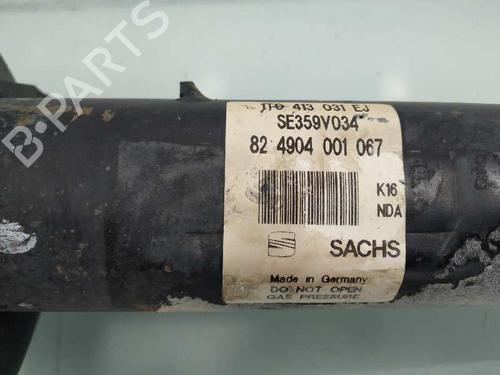 413 031 EJ
SE359V034
82 4904 001 067
K16
NDA
SACHS
Made in Germany
DO NOT OPEN
GAS PRESSURE
B-PARTS